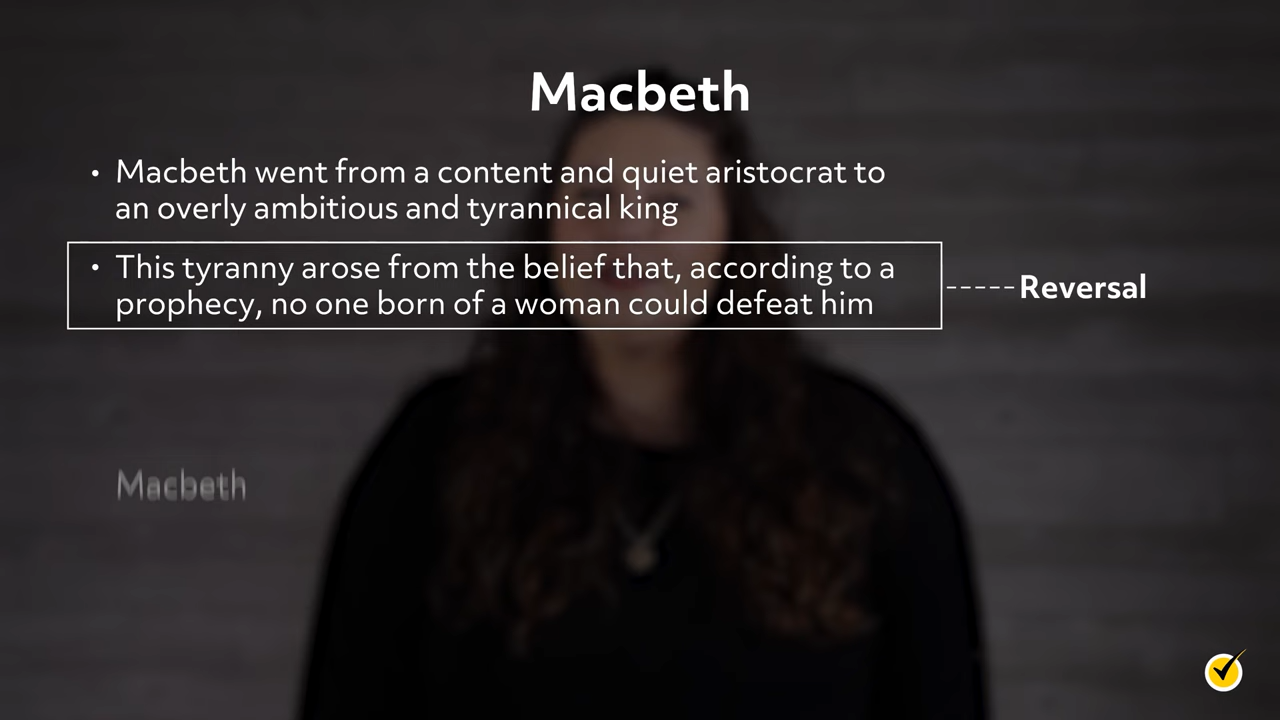 Macbeth
• Macbeth went from a content and quiet aristocrat to
an overly ambitious and tyrannical king
• This tyranny arose from the belief that, according to a
prophecy, no one born of a woman could defeat him
Reversal
Macbeth